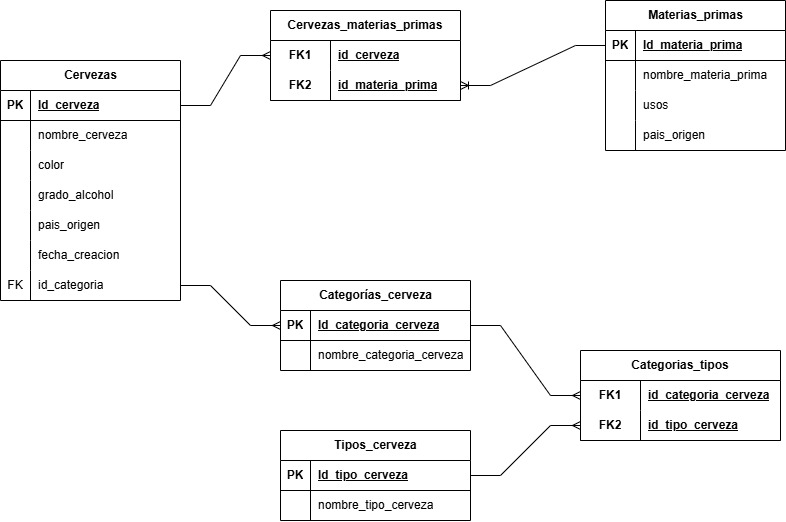 Cervezas
PK Id_cerveza
nombre_cerveza
color
grado_alcohol
pais_origen
fecha_creacion
FK id_categoria
Cervezas_materias_primas
FK1 id_cerveza
FK2 id_materia_prima
Materias_primas
PK Id_materia_prima
nombre_materia_prima
usos
pais_origen
Categorías_cerveza
PK Id_categoria_cerveza
nombre_categoria_cerveza
Categorias_tipos
FK1 id_categoria_cerveza
FK2 id_tipo_cerveza
Tipos_cerveza
PK Id_tipo_cerveza
nombre_tipo_cerveza